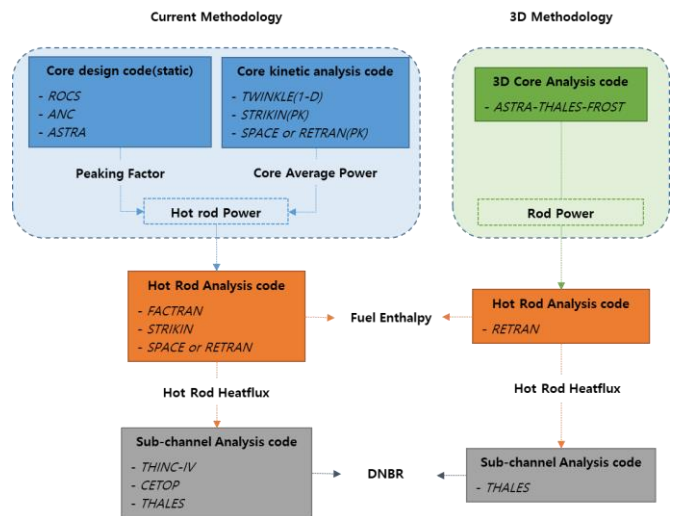 Current Methodology
3D Methodology
Core design code(static)
- ROCS
- ANC
- ASTRA
Core kinetic analysis code
- TWINKLE(1-D)
- STRIKIN(PK)
- SPACE or RETRAN(PK)
3D Core Analysis code
- ASTRA-THALES-FROST
Peaking Factor
Core Average Power
Hot rod Power
Rod Power
Hot Rod Analysis code
- FACTRAN
- STRIKIN
- SPACE or RETRAN
Fuel Enthalpy
Hot Rod Analysis code
- RETRAN
Hot Rod Heatflux
Hot Rod Heatflux
Sub-channel Analysis code
- THINC-IV
- CETOP
- THALES
DNBR
Sub-channel Analysis code
- THALES